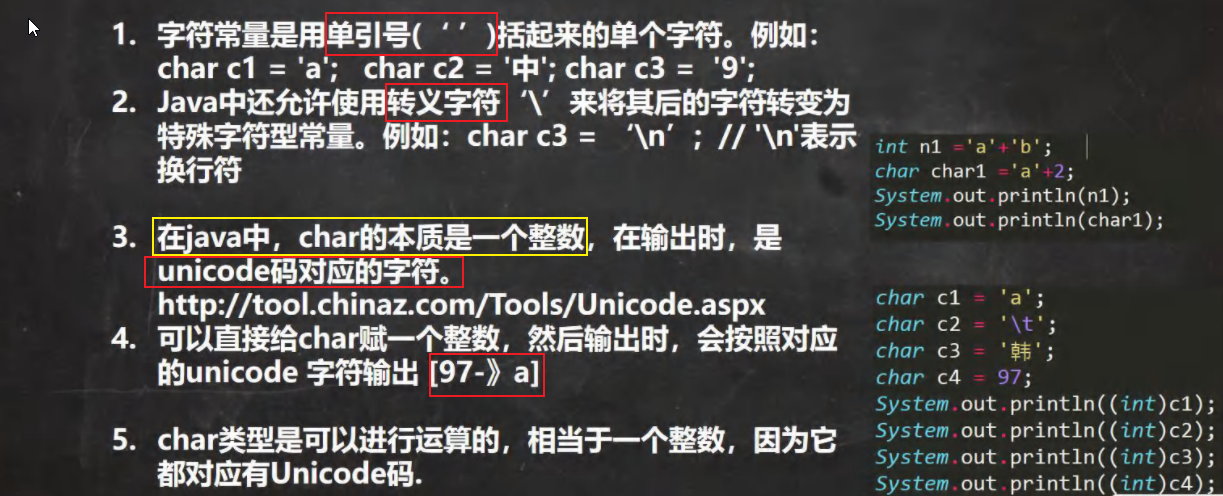 1. 字符常量是用单引号(‘ ’)括起来的单个字符。例如：
char c1 = 'a'; char c2 = '中'; char c3 = '9';
2. Java中还允许使用转义字符‘\’来将其后的字符转变为
特殊字符型常量。例如：char c3 = ‘\n’; // '\n'表示
换行符
3. 在java中，char的本质是一个整数，在输出时，是
unicode码对应的字符。
http://tool.chinaz.com/Tools/Unicode.aspx
4. 可以直接给char赋一个整数，然后输出时，会按照对应
的unicode 字符输出 [97-》a]
5. char类型是可以进行运算的，相当于一个整数，因为它
都对应有Unicode码.
int n1 ='a'+'b';
char char1 ='a'+2;
System.out.println(n1);
System.out.println(char1);
char c1 = 'a';
char c2 = '\t';
char c3 = '韩';
char c4 = 97;
System.out.println((int)c1);
System.out.println((int)c2);
System.out.println((int)c3);
System.out.println((int)c4);